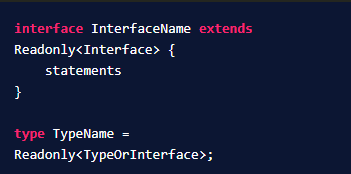 interface InterfaceName extends
Readonly<Interface> {
    statements
}

type TypeName =
Readonly<TypeOrInterface>;